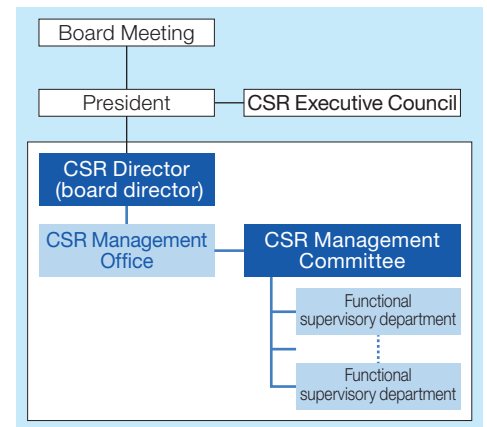 Board Meeting
President
CSR Executive Council
CSR Director
(board director)
CSR Management
Office
CSR Management
Committee
Functional
supervisory department
Functional
supervisory department